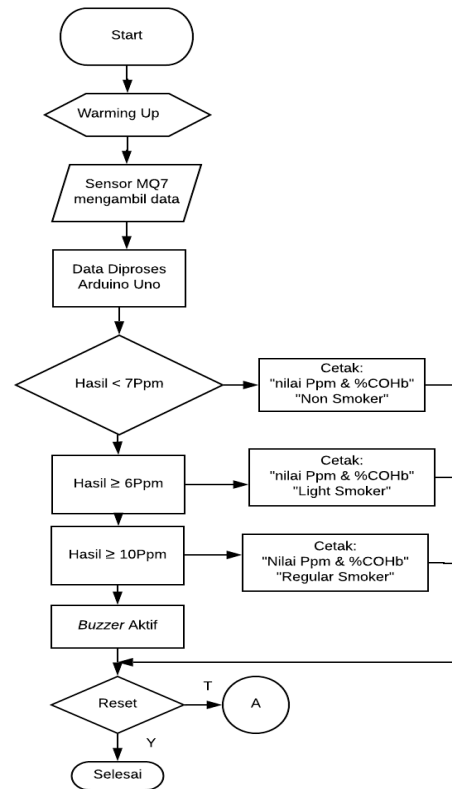 Start
Warming Up
Sensor MQ7
mengambil data
Data Diproses
Arduino Uno
Hasil < 7Ppm
Cetak:
"nilai Ppm & %COHb"
"Non Smoker"
Hasil ≥ 6Ppm
Cetak:
"nilai Ppm & %COHb"
"Light Smoker"
Hasil ≥ 10Ppm
Cetak:
"Nilai Ppm & %COHb"
"Regular Smoker"
Buzzer Aktif
Reset
T
A
Y
Selesai